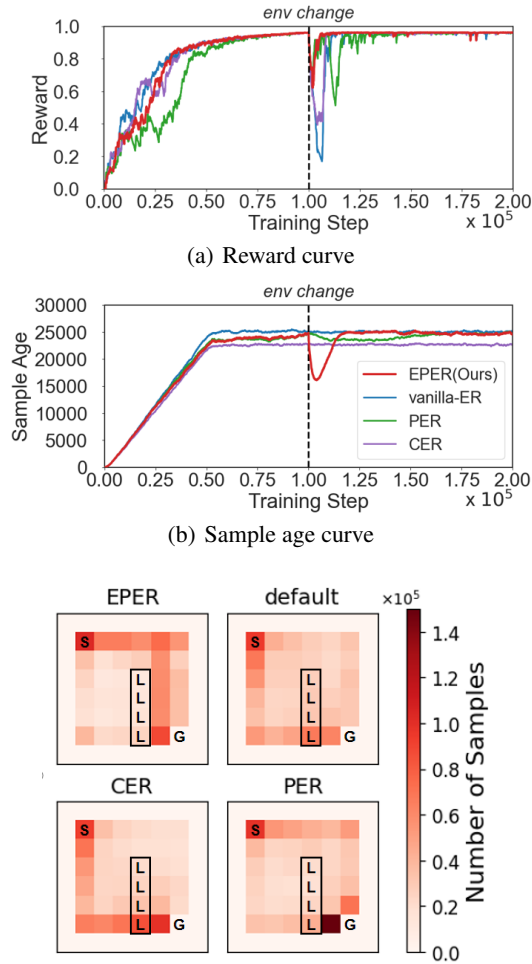 env change
1.0
0.8
0.6
0.4
0.2
0.0
Reward
0.00 0.25 0.50 0.75 1.00 1.25 1.50 1.75 2.00
Training Step
x 10^5
(a) Reward curve
env change
30000
25000
20000
15000
10000
5000
0
Sample Age
EPER(Ours)
vanilla-ER
PER
CER
0.00 0.25 0.50 0.75 1.00 1.25 1.50 1.75 2.00
Training Step
x 10^5
(b) Sample age curve
EPER
S
L
L
L
L G
default
S
L
L
L
L G
CER
S
L
L
L
L G
PER
S
L
L
L
L G
×10^5
1.4
1.2
1.0
0.8
0.6
0.4
0.2
0.0
Number of Samples